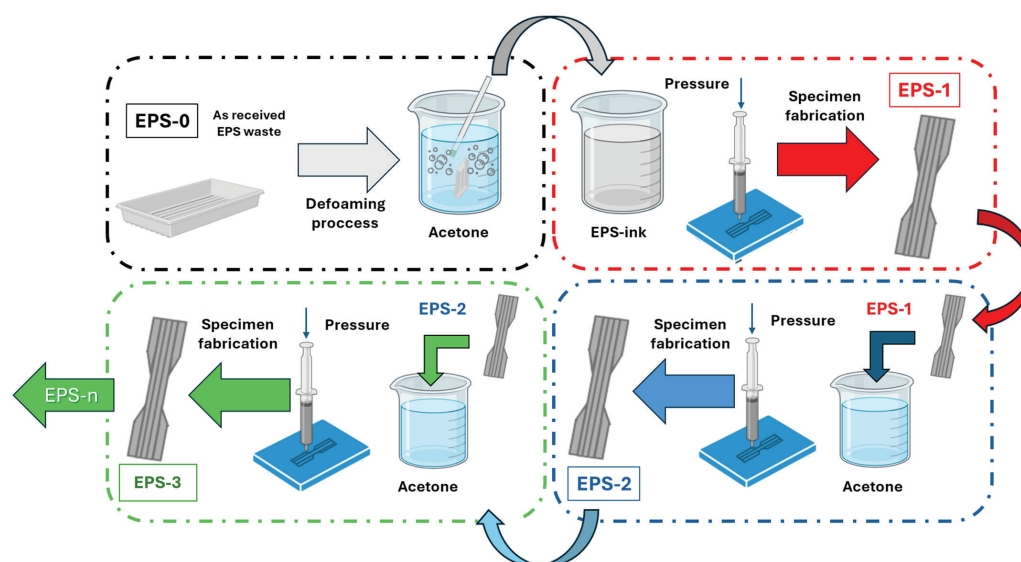 EPS-0
As received
EPS waste
Defoaming
proccess
Acetone
EPS-ink
Pressure
Specimen
fabrication
EPS-1
EPS-1
Pressure
Specimen
fabrication
Acetone
EPS-2
EPS-2
Pressure
Specimen
fabrication
Acetone
EPS-3
EPS-n